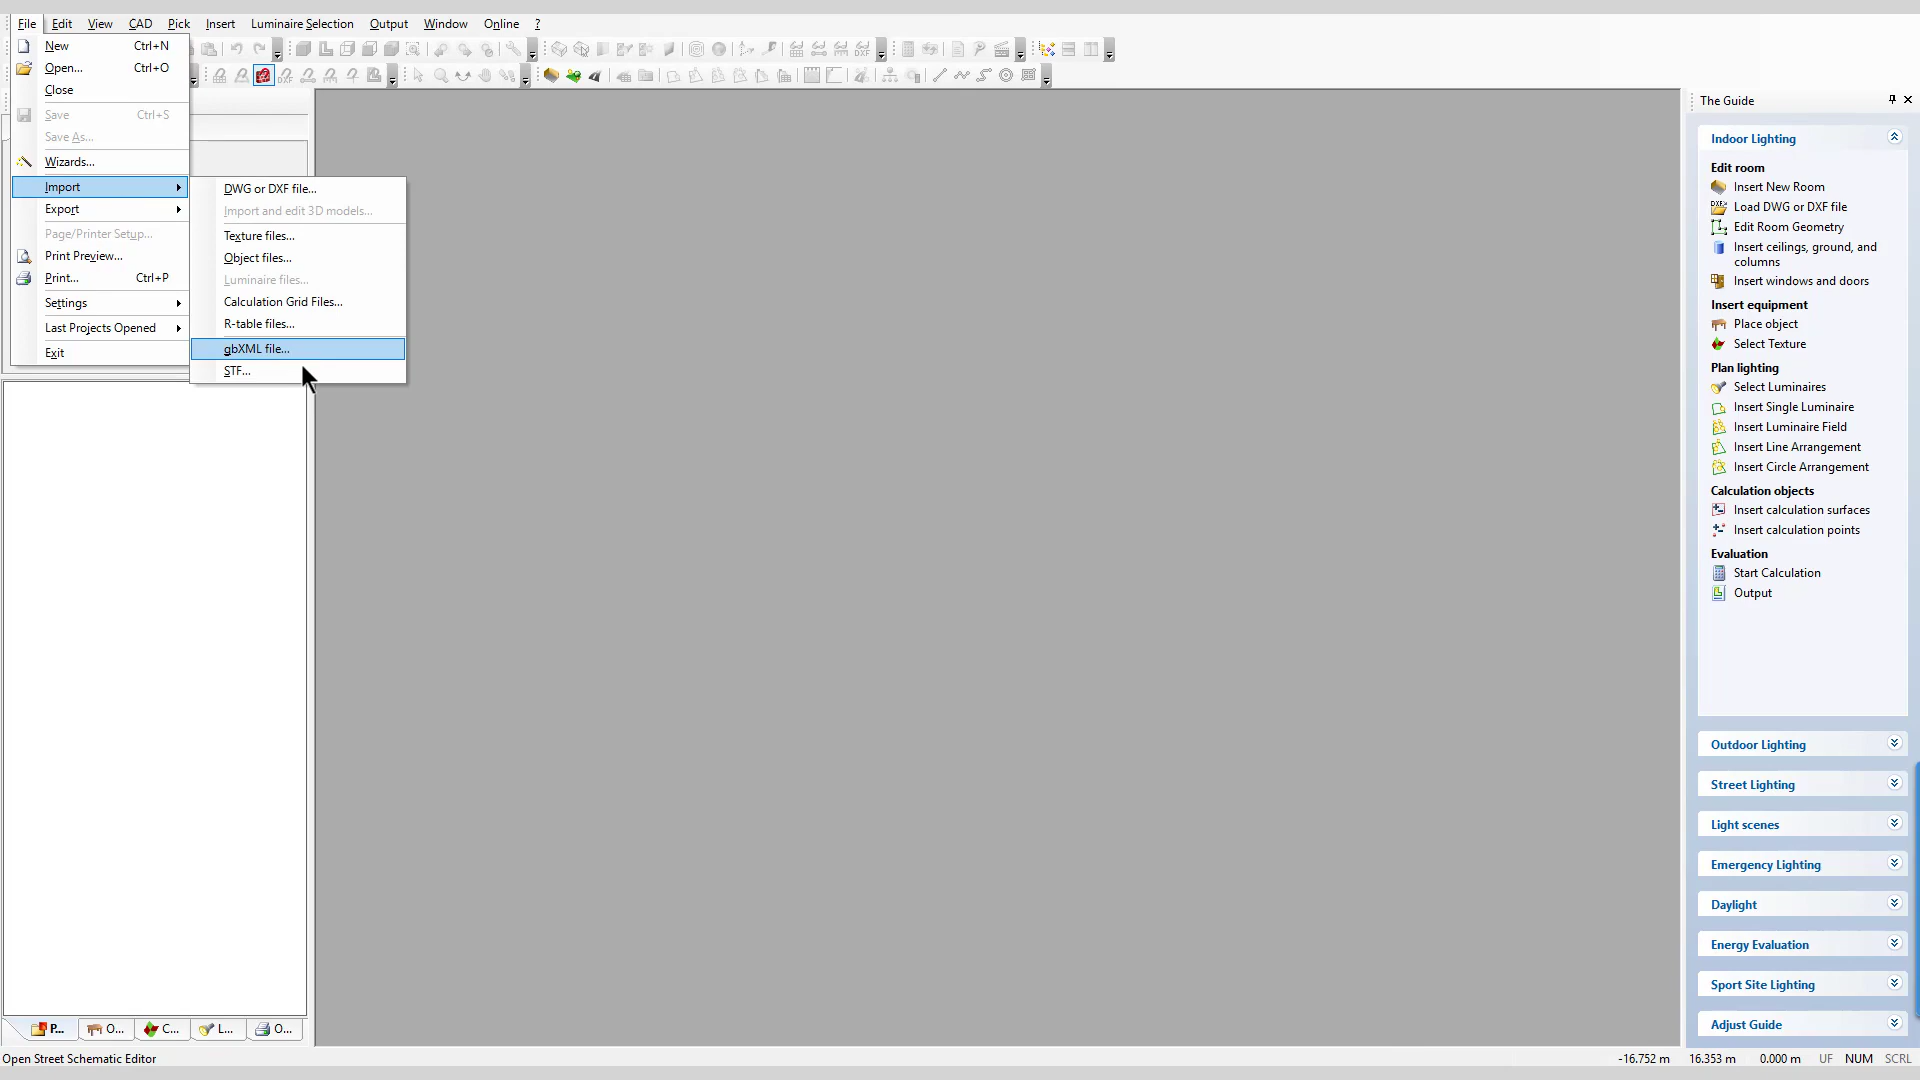 File Edit View CAD Pick Insert Luminaire Selection Output Window Online ?
New Ctrl+N
Open... Ctrl+O
Close
Save Ctrl+S
Save As...
Wizards...
Import
Export
Page/Printer Setup...
Print Preview...
Print... Ctrl+P
Settings
Last Projects Opened
Exit
DWG or DXF file...
Import and edit 3D models...
Texture files...
Object files...
Luminaire files...
Calculation Grid Files...
R-table files...
gbXML file...
STF...
The Guide
Indoor Lighting
Edit room
Insert New Room
Load DWG or DXF file
Edit Room Geometry
Insert ceilings, ground, and
columns
Insert windows and doors
Insert equipment
Place object
Select Texture
Plan lighting
Select Luminaires
Insert Single Luminaire
Insert Luminaire Field
Insert Line Arrangement
Insert Circle Arrangement
Calculation objects
Insert calculation surfaces
Insert calculation points
Evaluation
Start Calculation
Output
Outdoor Lighting
Street Lighting
Light scenes
Emergency Lighting
Daylight
Energy Evaluation
Sport Site Lighting
Adjust Guide
P... O... C... L... O...
Open Street Schematic Editor -16.752 m 16.353 m 0.000 m UF NUM SCRL